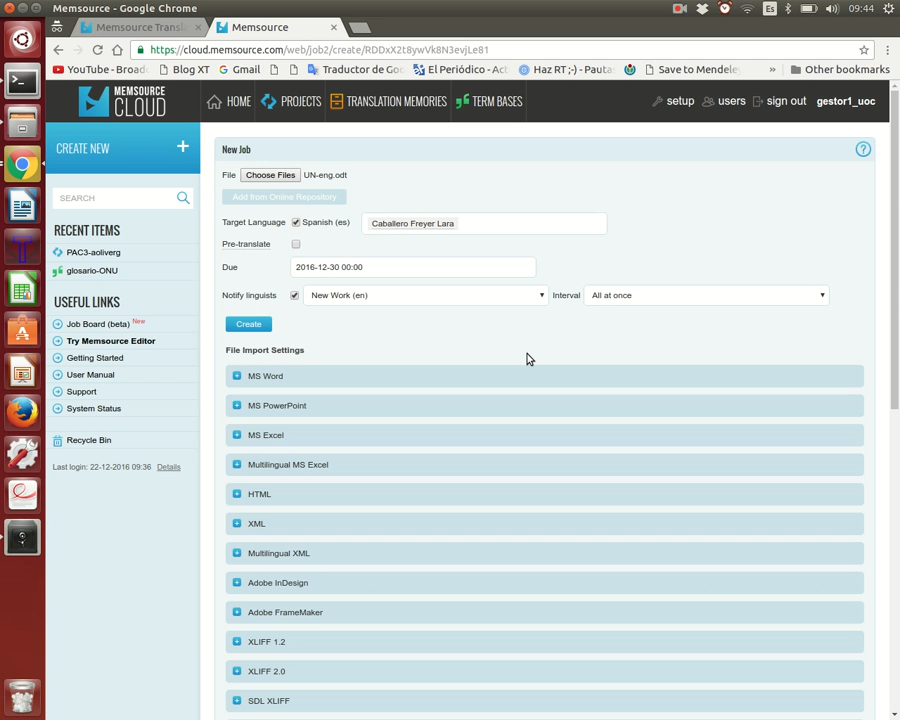 Memsource - Google Chrome
Es
09:44
Memsource Transl
Memsource
https://cloud.memsource.com/web/job2/create/RDDxX2t8ywVk8N3evjLe81
YouTube - Broad
Blog XT
Gmail
Traductor de Go
El Periódico - Act
Haz RT ;-) - Pauta
Save to Mendele
»
Other bookmarks
MEMSOURCE
CLOUD
HOME
PROJECTS
TRANSLATION MEMORIES
TERM BASES
setup
users
sign out
gestor1_uoc
CREATE NEW
+
SEARCH
RECENT ITEMS
PAC3-aoliverg
glosario-ONU
USEFUL LINKS
Job Board (beta) New
Try Memsource Editor
Getting Started
User Manual
Support
System Status
Recycle Bin
Last login: 22-12-2016 09:36 Details
New Job
?
File Choose Files UN-eng.odt
Add from Online Repository
Target Language Spanish (es) Caballero Freyer Lara
Pre-translate
Due 2016-12-30 00:00
Notify linguists New Work (en) Interval All at once
Create
File Import Settings
MS Word
MS PowerPoint
MS Excel
Multilingual MS Excel
HTML
XML
Multilingual XML
Adobe InDesign
Adobe FrameMaker
XLIFF 1.2
XLIFF 2.0
SDL XLIFF